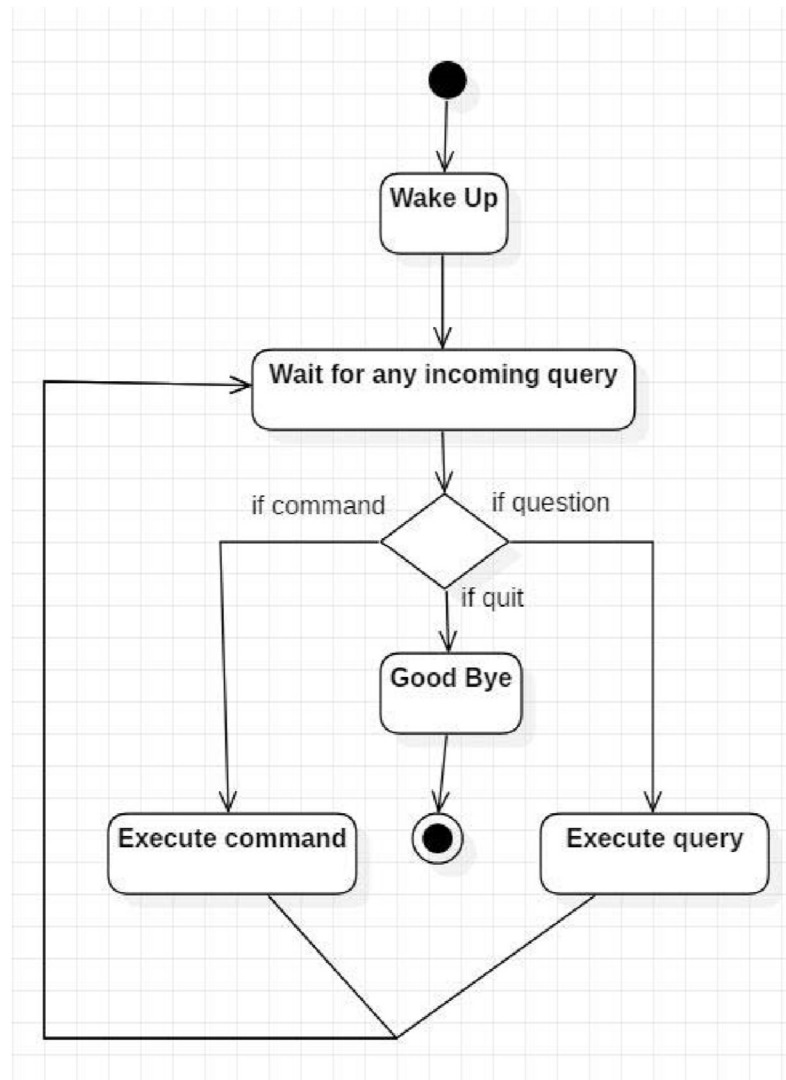 Wake Up
Wait for any incoming query
if command
if question
if quit
Good Bye
Execute command
Execute query